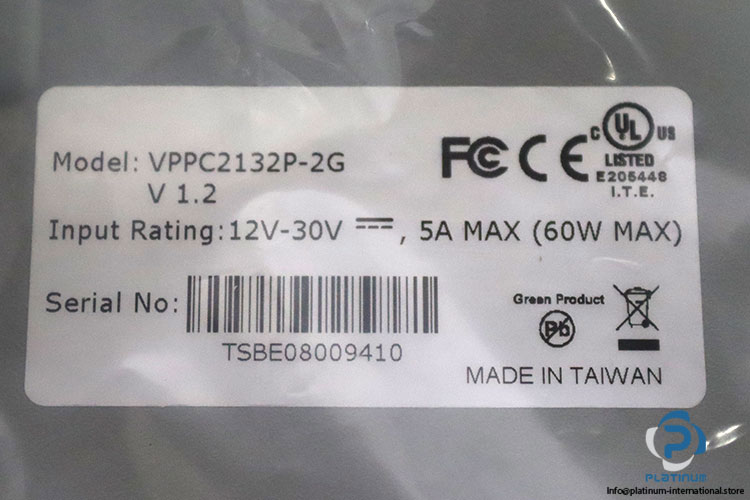 Model: VPPC2132P-2G
V 1.2
FC CE
C UL US
LISTED
E205448
I.T.E.
Input Rating:12V-30V ⎓, 5A MAX (60W MAX)
Serial No:
TSBE08009410
Green Product
Pb
MADE IN TAIWAN
PLATINUE
Info@platinum-international.store